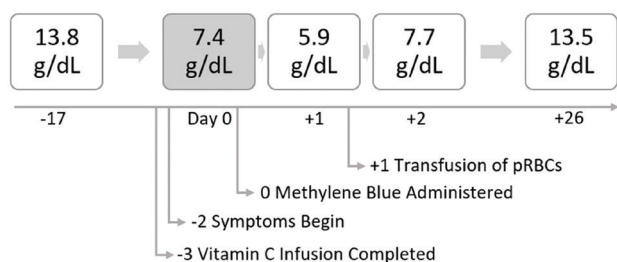 13.8
g/dL
7.4
g/dL
5.9
g/dL
7.7
g/dL
13.5
g/dL
-17
Day 0
+1
+2
+26
+1 Transfusion of pRBCs
0 Methylene Blue Administered
-2 Symptoms Begin
-3 Vitamin C Infusion Completed